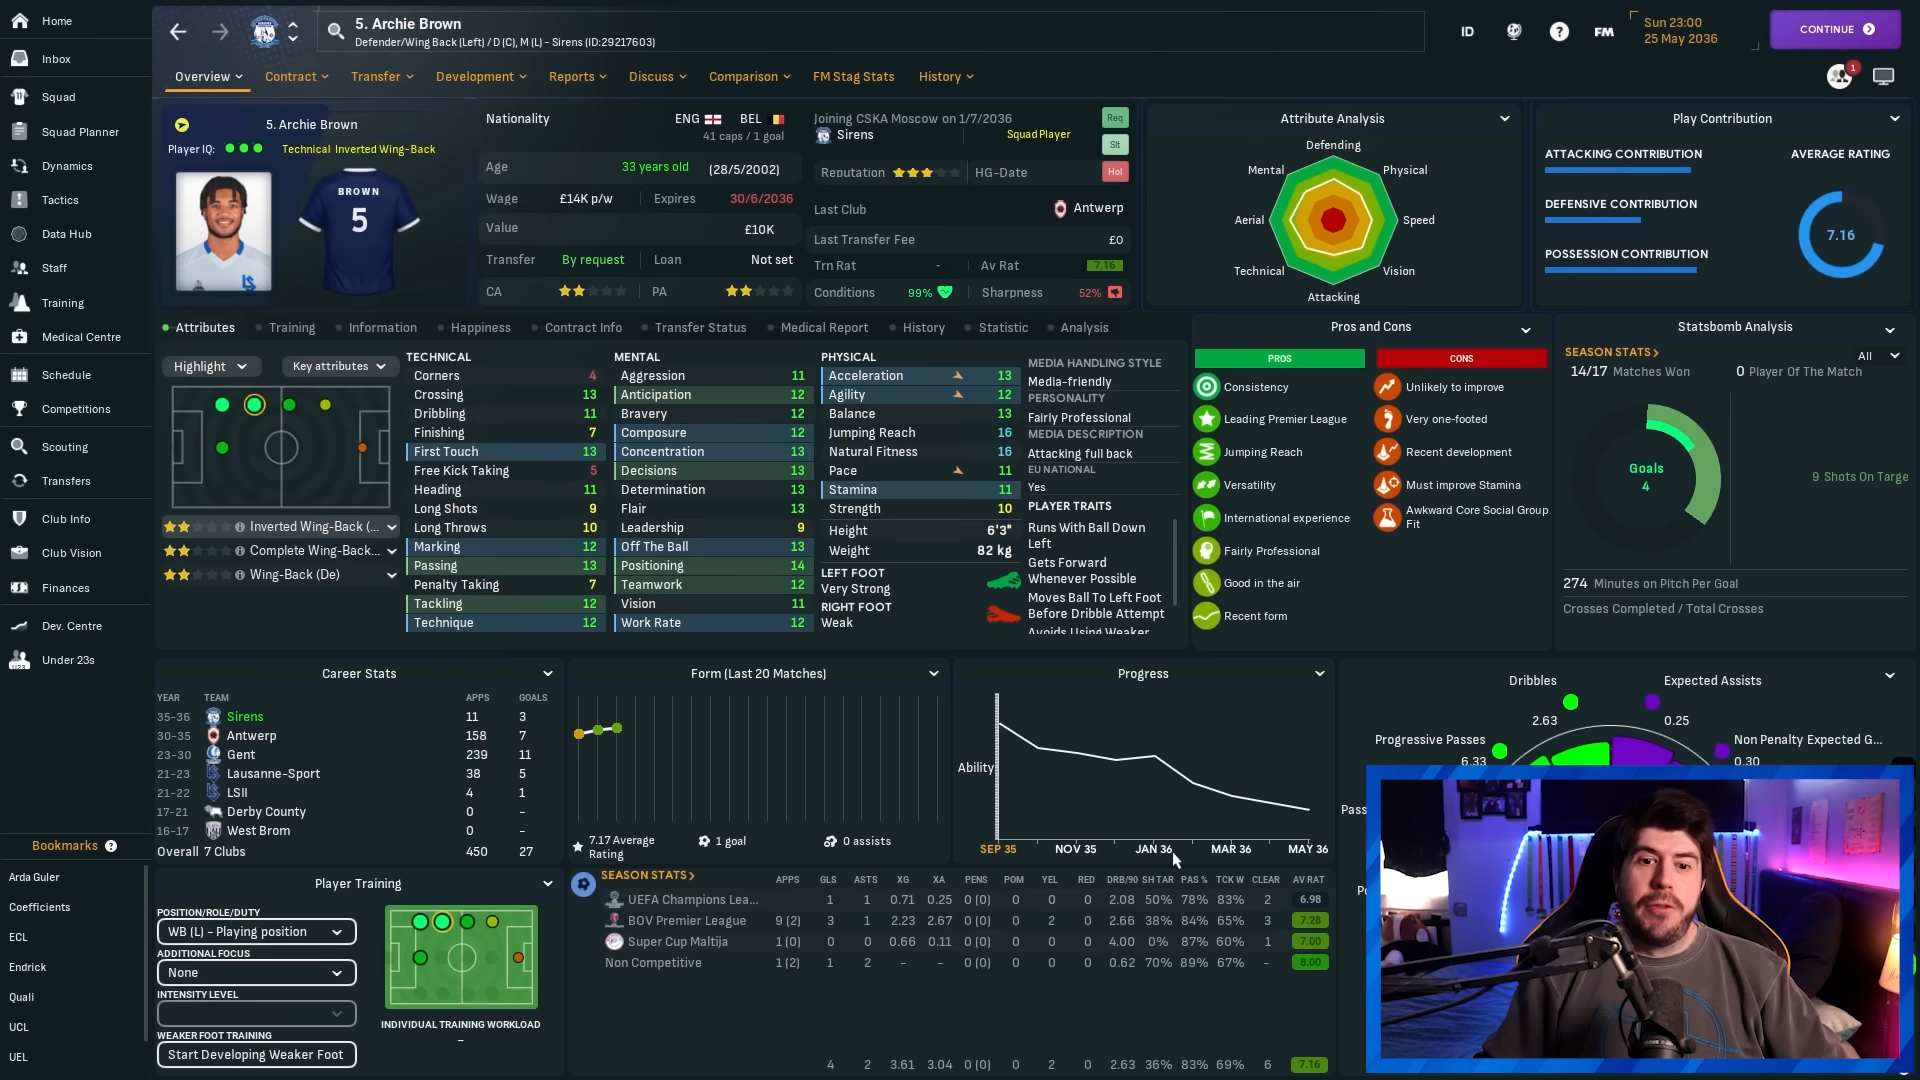 Home
Inbox
Squad
Squad Planner
Dynamics
Tactics
Data Hub
Staff
Training
Medical Centre
Schedule
Competitions
Scouting
Transfers
Club Info
Club Vision
Finances
Dev. Centre
Under 23s
Bookmarks ?
Arda Guler
Coefficients
ECL
Endrick
Quali
UCL
UEL
5. Archie Brown
Defender/Wing Back (Left) / D (C), M (L) - Sirens (ID:29217603)
ID
?
FM
Sun 23:00
25 May 2036
CONTINUE
Overview Contract Transfer Development Reports Discuss Comparison FM Stag Stats History
1
5. Archie Brown
Player IQ: Technical Inverted Wing-Back
BROWN
5
Nationality ENG BEL
41 caps / 1 goal
Age 33 years old (28/5/2002)
Wage £14K p/w Expires 30/6/2036
Value £10K
Transfer By request Loan Not set
CA PA
Joining CSKA Moscow on 1/7/2036
Sirens Squad Player
Req
Slt
Hol
Reputation HG-Date
Last Club Antwerp
Last Transfer Fee £0
Trn Rat - Av Rat 7.16
Conditions 99% Sharpness 52%
Attribute Analysis
Defending
Mental Physical
Aerial Speed
Technical Vision
Attacking
Play Contribution
ATTACKING CONTRIBUTION
DEFENSIVE CONTRIBUTION
POSSESSION CONTRIBUTION
AVERAGE RATING
7.16
Attributes Training Information Happiness Contract Info Transfer Status Medical Report History Statistic Analysis
Highlight Key attributes
Inverted Wing-Back (...
Complete Wing-Back...
Wing-Back (De)
TECHNICAL
Corners 4
Crossing 13
Dribbling 11
Finishing 7
First Touch 13
Free Kick Taking 5
Heading 11
Long Shots 9
Long Throws 10
Marking 12
Passing 13
Penalty Taking 7
Tackling 12
Technique 12
MENTAL
Aggression 11
Anticipation 12
Bravery 12
Composure 12
Concentration 13
Decisions 13
Determination 13
Flair 13
Leadership 9
Off The Ball 13
Positioning 14
Teamwork 12
Vision 11
Work Rate 12
PHYSICAL
Acceleration 13
Agility 12
Balance 13
Jumping Reach 16
Natural Fitness 16
Pace 11
Stamina 11
Strength 10
Height 6'3"
Weight 82 kg
LEFT FOOT
Very Strong
RIGHT FOOT
Weak
MEDIA HANDLING STYLE
Media-friendly
PERSONALITY
Fairly Professional
MEDIA DESCRIPTION
Attacking full back
EU NATIONAL
Yes
PLAYER TRAITS
Runs With Ball Down
Left
Gets Forward
Whenever Possible
Moves Ball To Left Foot
Before Dribble Attempt
Avoids Using Weaker
Pros and Cons
PROS
Consistency
Leading Premier League
Jumping Reach
Versatility
International experience
Fairly Professional
Good in the air
Recent form
CONS
Unlikely to improve
Very one-footed
Recent development
Must improve Stamina
Awkward Core Social Group
Fit
Statsbomb Analysis
SEASON STATS All
14/17 Matches Won 0 Player Of The Match
Goals
4
9 Shots On Targe
274 Minutes on Pitch Per Goal
Crosses Completed / Total Crosses
Career Stats
YEAR TEAM APPS GOALS
35-36 Sirens 11 3
30-35 Antwerp 158 7
23-30 Gent 239 11
21-23 Lausanne-Sport 38 5
21-22 LSII 4 1
17-21 Derby County 0 -
16-17 West Brom 0 -
Overall 7 Clubs 450 27
Form (Last 20 Matches)
7.17 Average
Rating
1 goal
0 assists
Progress
Ability
SEP 35 NOV 35 JAN 36 MAR 36 MAY 36
Dribbles
2.63
Expected Assists
0.25
Progressive Passes
6.33
Non Penalty Expected G...
0.30
Pass
Player Training
POSITION/ROLE/DUTY
WB (L) - Playing position
ADDITIONAL FOCUS
None
INTENSITY LEVEL
WEAKER FOOT TRAINING
Start Developing Weaker Foot
INDIVIDUAL TRAINING WORKLOAD
-
SEASON STATS APPS GLS ASTS XG XA PENS POM YEL RED DRB/90 SH TAR PAS % TCK W CLEAR AV RAT
UEFA Champions Lea... 1 1 0.71 0.25 0 (0) 0 0 0 2.08 50% 78% 83% 2 6.98
BOV Premier League 9 (2) 3 1 2.23 2.67 0 (0) 0 2 0 2.66 38% 84% 65% 3 7.28
Super Cup Maltija 1 (0) 0 0 0.66 0.11 0 (0) 0 0 0 4.00 0% 87% 60% 1 7.00
Non Competitive 1 (2) 1 2 - - 0 (0) 0 0 0 0.62 70% 89% 67% - 8.00
4 2 3.61 3.04 0 (0) 0 2 0 2.63 36% 83% 69% 6 7.16